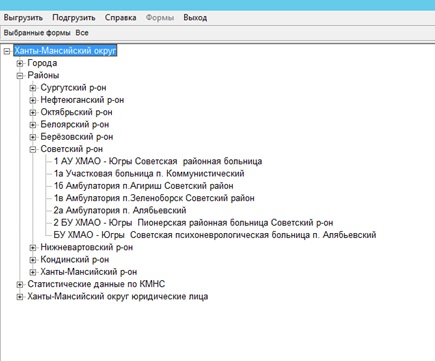 Выгрузить Подгрузить Справка Формы Выход
Выбранные формы Все
Ханты-Мансийский округ
Города
Районы
Сургутский р-он
Нефтеюганский р-он
Октябрьский р-он
Белоярский р-он
Берёзовский р-он
Советский р-он
1 АУ ХМАО - Югры Советская районная больница
1а Участковая больница п. Коммунистический
1б Амбулатория п.Агириш Советский район
1в Амбулатория п.Зеленоборск Советский район
2а Амбулатория п. Алябьевский
2 БУ ХМАО - Югры Пионерская районная больница Советский р-он
БУ ХМАО - Югры Советская психоневрологическая больница п. Алябьевский
Нижневартовский р-он
Кондинский р-он
Ханты-Мансийский р-он
Статистические данные по КМНС
Ханты-Мансийский округ юридические лица